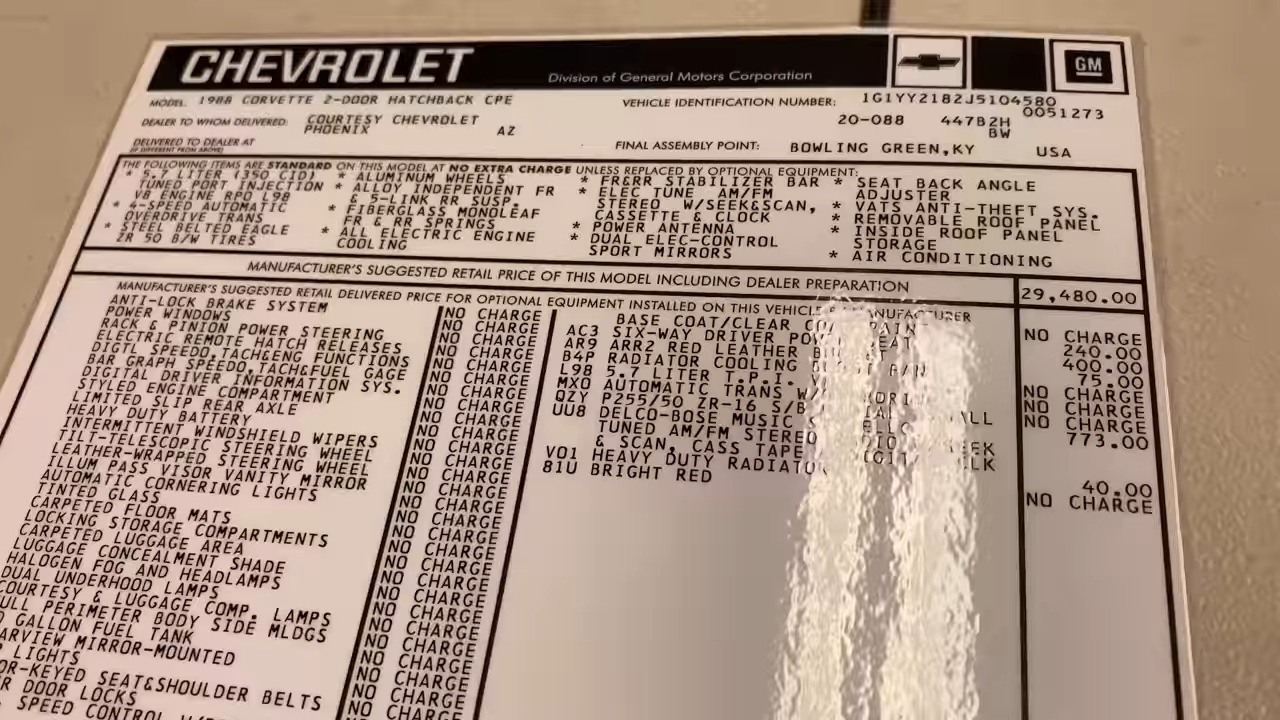 CHEVROLET
Division of General Motors Corporation
GM
MODEL: 1988 CORVETTE 2-DOOR HATCHBACK CPE
VEHICLE IDENTIFICATION NUMBER: 1G1YY2182J5104580
0051273
DEALER TO WHOM DELIVERED: COURTESY CHEVROLET
PHOENIX AZ
20-088 447B2H
BW
DELIVERED TO DEALER AT
(IF DIFFERENT FROM ABOVE)
FINAL ASSEMBLY POINT: BOWLING GREEN,KY USA
THE FOLLOWING ITEMS ARE STANDARD ON THIS MODEL AT NO EXTRA CHARGE UNLESS REPLACED BY OPTIONAL EQUIPMENT:
* 5.7 LITER (350 CID)
TUNED PORT INJECTION
V8 ENGINE RPO L98
* 4-SPEED AUTOMATIC
OVERDRIVE TRANS
* STEEL BELTED EAGLE
ZR 50 B/W TIRES
* ALUMINUM WHEELS
* ALLOY INDEPENDENT FR
& 5-LINK RR SUSP.
* FIBERGLASS MONOLEAF
FR & RR SPRINGS
* ALL ELECTRIC ENGINE
COOLING
* FR&RR STABILIZER BAR
* ELEC TUNE AM/FM
STEREO W/SEEK&SCAN,
CASSETTE & CLOCK
* POWER ANTENNA
* DUAL ELEC-CONTROL
SPORT MIRRORS
* SEAT BACK ANGLE
ADJUSTER
* VATS ANTI-THEFT SYS.
* REMOVABLE ROOF PANEL
* INSIDE ROOF PANEL
STORAGE
* AIR CONDITIONING
MANUFACTURER'S SUGGESTED RETAIL PRICE OF THIS MODEL INCLUDING DEALER PREPARATION 29,480.00
MANUFACTURER'S SUGGESTED RETAIL DELIVERED PRICE FOR OPTIONAL EQUIPMENT INSTALLED ON THIS VEHICLE BY MANUFACTURER
ANTI-LOCK BRAKE SYSTEM NO CHARGE
POWER WINDOWS NO CHARGE
RACK & PINION POWER STEERING NO CHARGE
ELECTRIC REMOTE HATCH RELEASES NO CHARGE
DIGTL SPEEDO,TACH&ENG FUNCTIONS NO CHARGE
BAR GRAPH SPEEDO,TACH&FUEL GAGE NO CHARGE
DIGITAL DRIVER INFORMATION SYS. NO CHARGE
STYLED ENGINE COMPARTMENT NO CHARGE
LIMITED SLIP REAR AXLE NO CHARGE
HEAVY DUTY BATTERY NO CHARGE
INTERMITTENT WINDSHIELD WIPERS NO CHARGE
TILT-TELESCOPIC STEERING WHEEL NO CHARGE
LEATHER-WRAPPED STEERING WHEEL NO CHARGE
ILLUM PASS VISOR VANITY MIRROR NO CHARGE
AUTOMATIC CORNERING LIGHTS NO CHARGE
TINTED GLASS NO CHARGE
CARPETED FLOOR MATS NO CHARGE
LOCKING STORAGE COMPARTMENTS NO CHARGE
CARPETED LUGGAGE AREA NO CHARGE
LUGGAGE CONCEALMENT SHADE NO CHARGE
HALOGEN FOG AND HEADLAMPS NO CHARGE
DUAL UNDERHOOD LAMPS NO CHARGE
COURTESY & LUGGAGE COMP. LAMPS NO CHARGE
FULL PERIMETER BODY SIDE MLDGS NO CHARGE
GALLON FUEL TANK NO CHARGE
MIRROR-MOUNTED NO CHARGE
LIGHTS
SEAT&SHOULDER BELTS NO CHARGE
DOOR LOCKS NO CHARGE
SPEED CONTROL
BASE COAT/CLEAR PAINT NO CHARGE
AC3 SIX-WAY DRIVER SEAT 240.00
AR9 ARR2 RED LEATHER 400.00
B4P RADIATOR COOLING 75.00
L98 5.7 LITER T.P.I. NO CHARGE
MX0 AUTOMATIC TRANS NO CHARGE
QZY P255/50 ZR-16 NO CHARGE
UU8 DELCO-BOSE MUSIC 773.00
TUNED AM/FM STEREO
& SCAN, CASS TAPE
V01 HEAVY DUTY RADIATOR 40.00
81U BRIGHT RED NO CHARGE